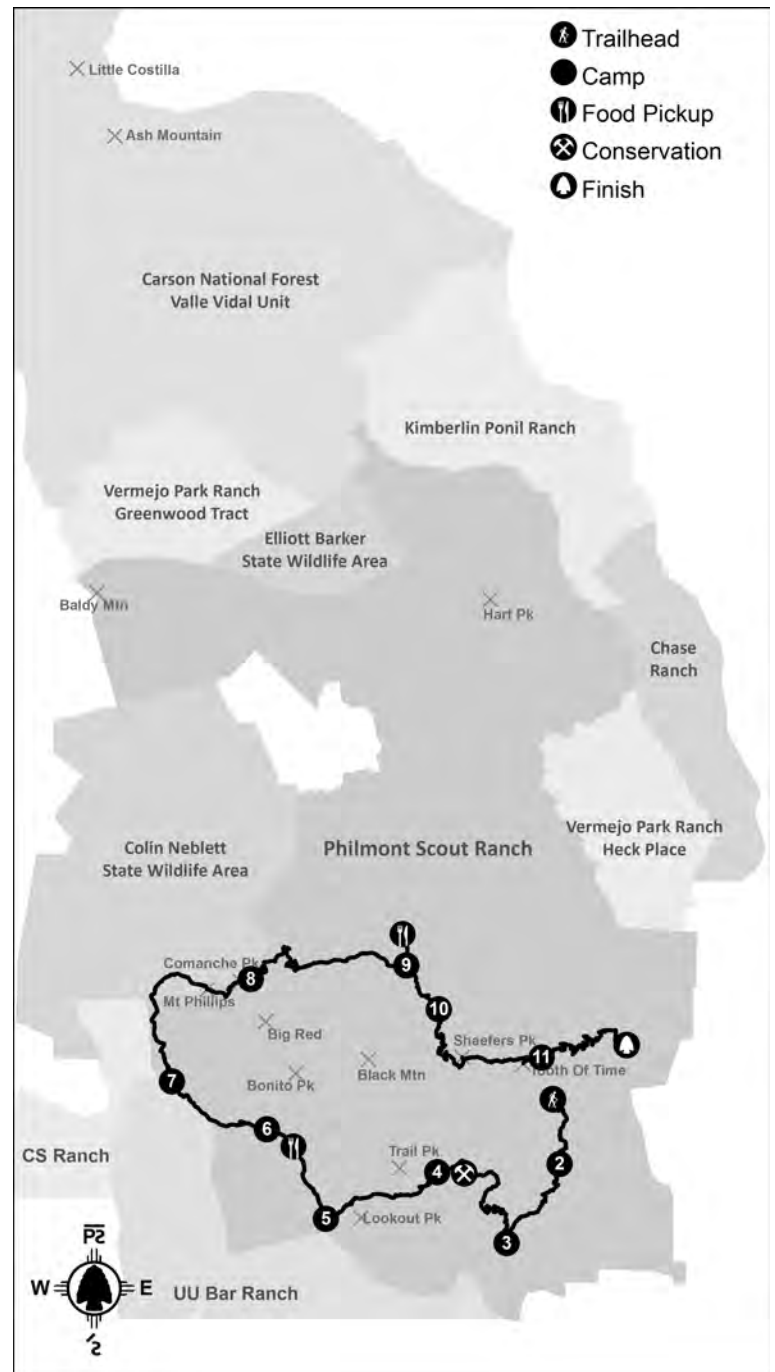 Trailhead
Camp
Food Pickup
Conservation
Finish
Little Costilla
Ash Mountain
Carson National Forest
Valle Vidal Unit
Kimberlin Ponil Ranch
Vermejo Park Ranch
Greenwood Tract
Elliott Barker
State Wildlife Area
Baldy Mtn
Hart Pk
Chase
Ranch
Colin Neblett
State Wildlife Area
Philmont Scout Ranch
Vermejo Park Ranch
Heck Place
Comanche Pk
8
9
Mt Phillips
10
Big Red
Sheefers Pk
11
Tooth Of Time
Black Mtn
Bonito Pk
7
6
2
CS Ranch
Trail Pk
4
5
Lookout Pk
3
W
E
UU Bar Ranch